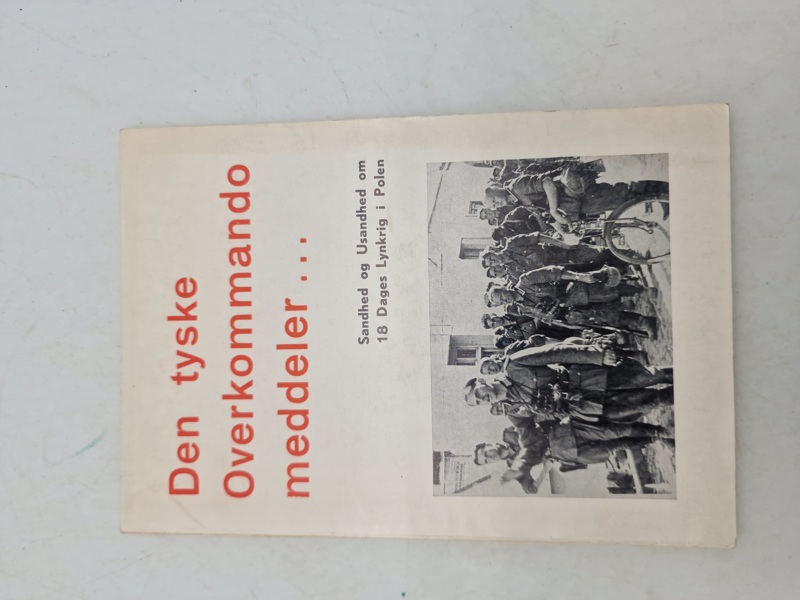 Den tyske
Overkommando
meddeler...
Sandhed og Usandhed om
18 Dages Lynkrig i Polen